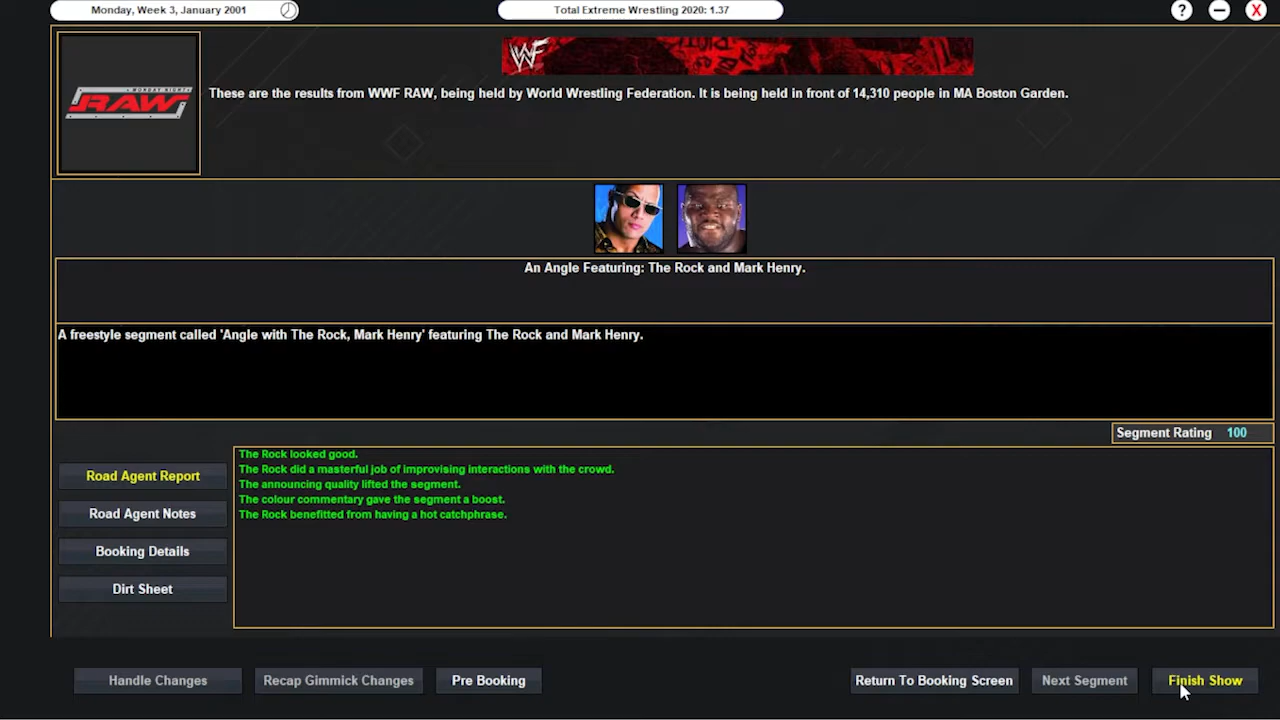 Monday, Week 3, January 2001
Total Extreme Wrestling 2020: 1.37
?
X
WF
MONDAY NIGHT
RAW
These are the results from WWF RAW, being held by World Wrestling Federation. It is being held in front of 14,310 people in MA Boston Garden.
An Angle Featuring: The Rock and Mark Henry.
A freestyle segment called 'Angle with The Rock, Mark Henry' featuring The Rock and Mark Henry.
Segment Rating 100
Road Agent Report
Road Agent Notes
Booking Details
Dirt Sheet
The Rock looked good.
The Rock did a masterful job of improvising interactions with the crowd.
The announcing quality lifted the segment.
The colour commentary gave the segment a boost.
The Rock benefitted from having a hot catchphrase.
Handle Changes
Recap Gimmick Changes
Pre Booking
Return To Booking Screen
Next Segment
Finish Show